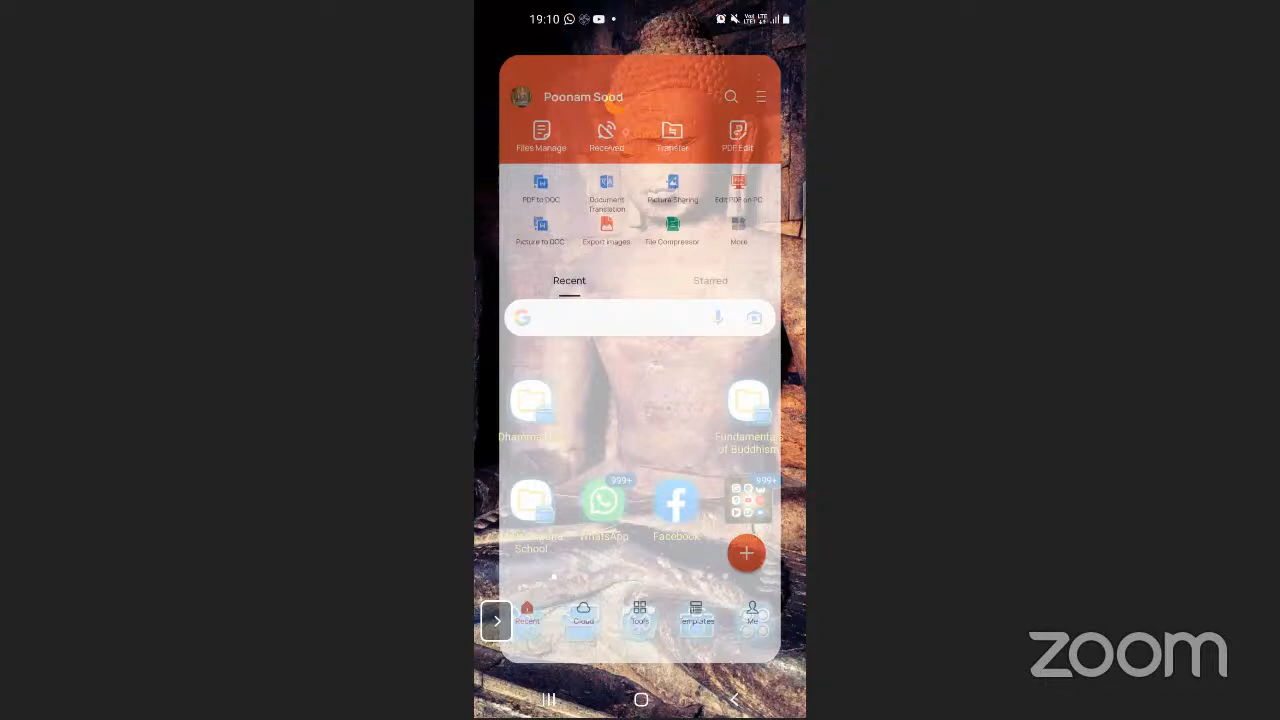 19:10
Poonam Sood
Files Manage
Received
Transfer
PDF Edit
PDF to DOC
Document Translation
Picture Sharing
Edit PDF on PC
Picture to DOC
Export images
File Compressor
More
Recent
Starred
Fundamentals
of Buddhism
999+
999+
School
WhatsApp
Facebook
Recent
Cloud
Tools
Templates
Me
zoom